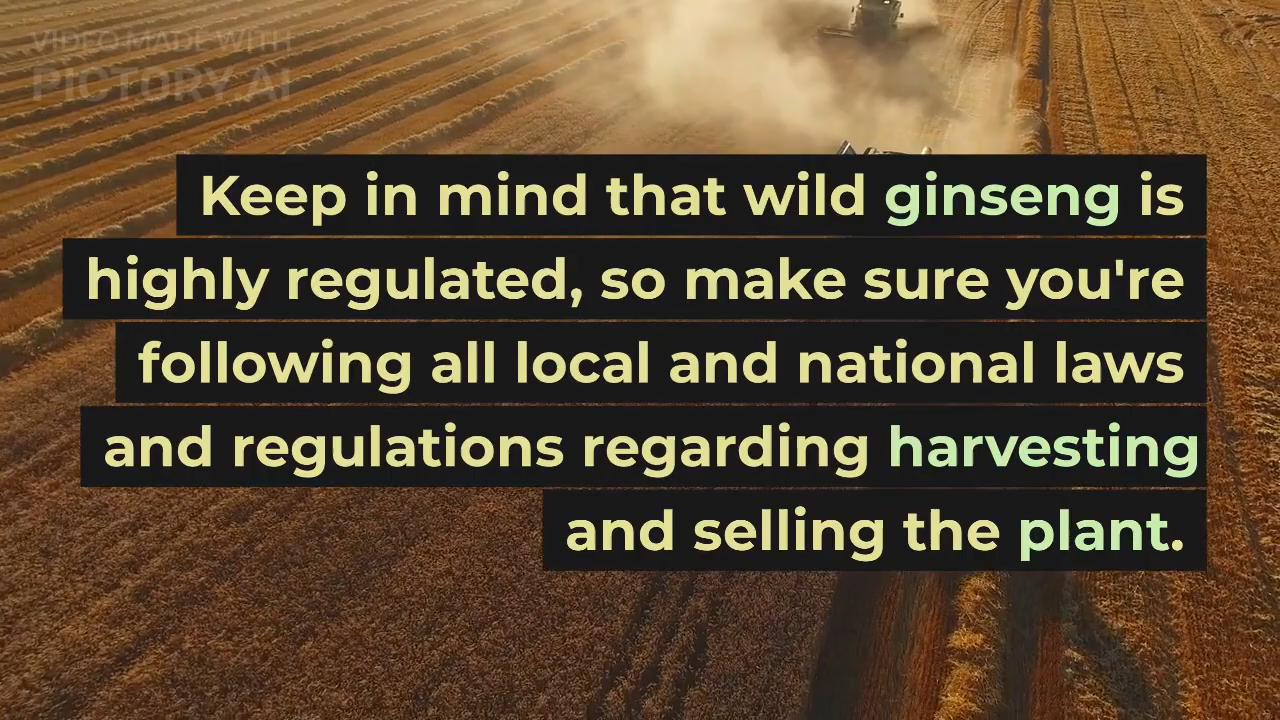 VIDEO MADE WITH
PICTORY.AI
Keep in mind that wild ginseng is
highly regulated, so make sure you're
following all local and national laws
and regulations regarding harvesting
and selling the plant.